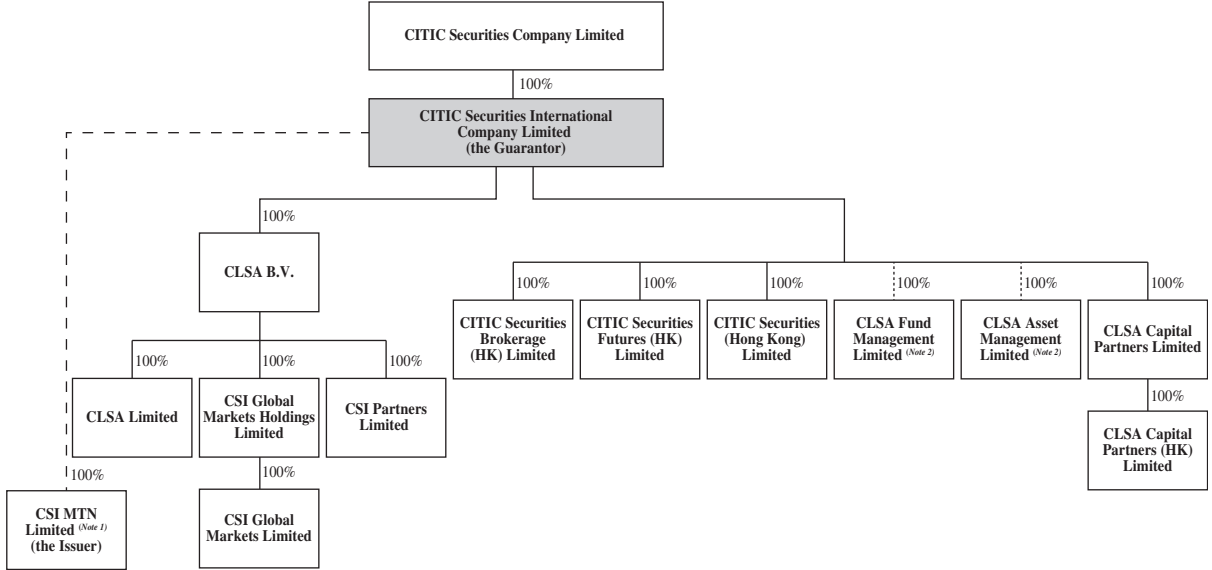 CITIC Securities Company Limited
100%
CITIC Securities International
Company Limited
(the Guarantor)
100%
CLSA B.V.
100%
100%
100%
100%
100%
100%
CITIC Securities
Brokerage
(HK) Limited
CITIC Securities
Futures (HK)
Limited
CITIC Securities
(Hong Kong)
Limited
CLSA Fund
Management
Limited (Note 2)
CLSA Asset
Management
Limited (Note 2)
CLSA Capital
Partners Limited
100%
100%
100%
CLSA Limited
CSI Global
Markets Holdings
Limited
CSI Partners
Limited
100%
CLSA Capital
Partners (HK)
Limited
100%
100%
CSI MTN
Limited (Note 1)
(the Issuer)
CSI Global
Markets Limited